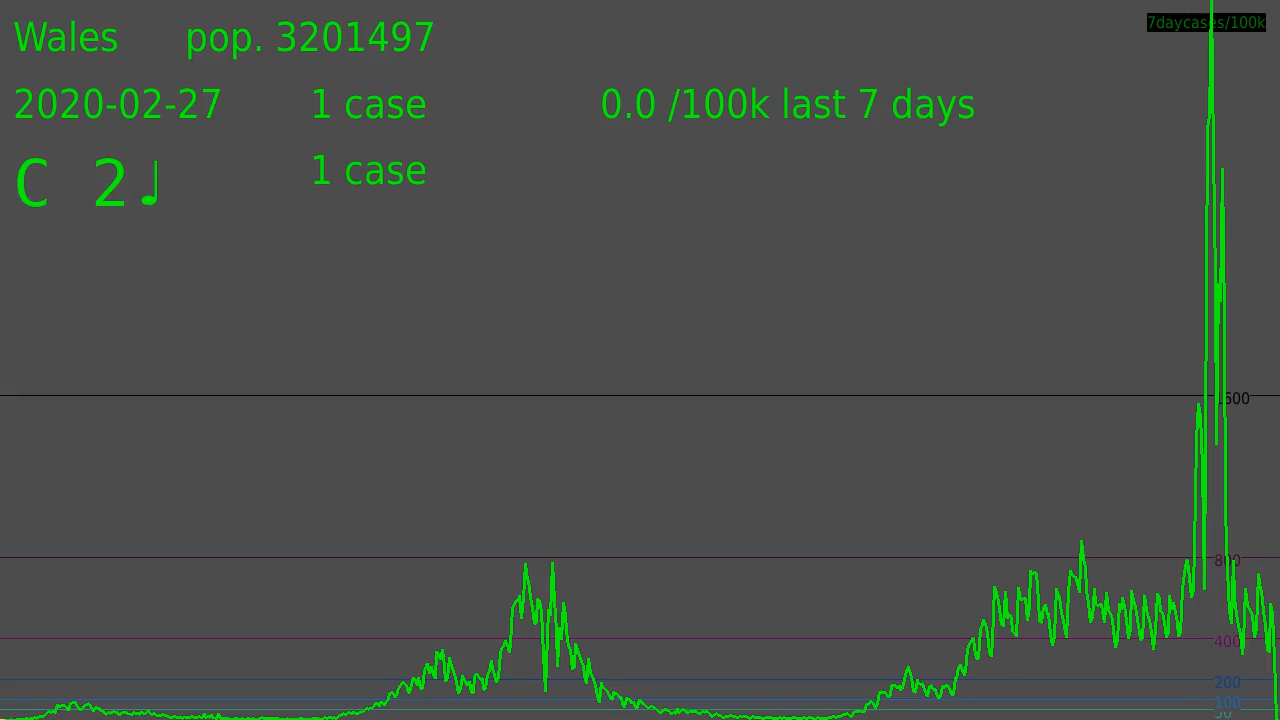 Wales pop. 3201497
7daycases/100k
2020-02-27 1 case 0.0 /100k last 7 days
C 2♩ 1 case
800
400
200
100
50